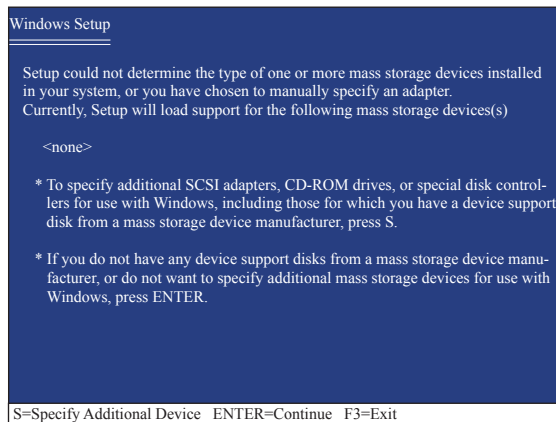 Windows Setup
Setup could not determine the type of one or more mass storage devices installed
in your system, or you have chosen to manually specify an adapter.
Currently, Setup will load support for the following mass storage devices(s)
<none>
* To specify additional SCSI adapters, CD-ROM drives, or special disk control-
lers for use with Windows, including those for which you have a device support
disk from a mass storage device manufacturer, press S.
* If you do not have any device support disks from a mass storage device manu-
facturer, or do not want to specify additional mass storage devices for use with
Windows, press ENTER.
S=Specify Additional Device ENTER=Continue F3=Exit